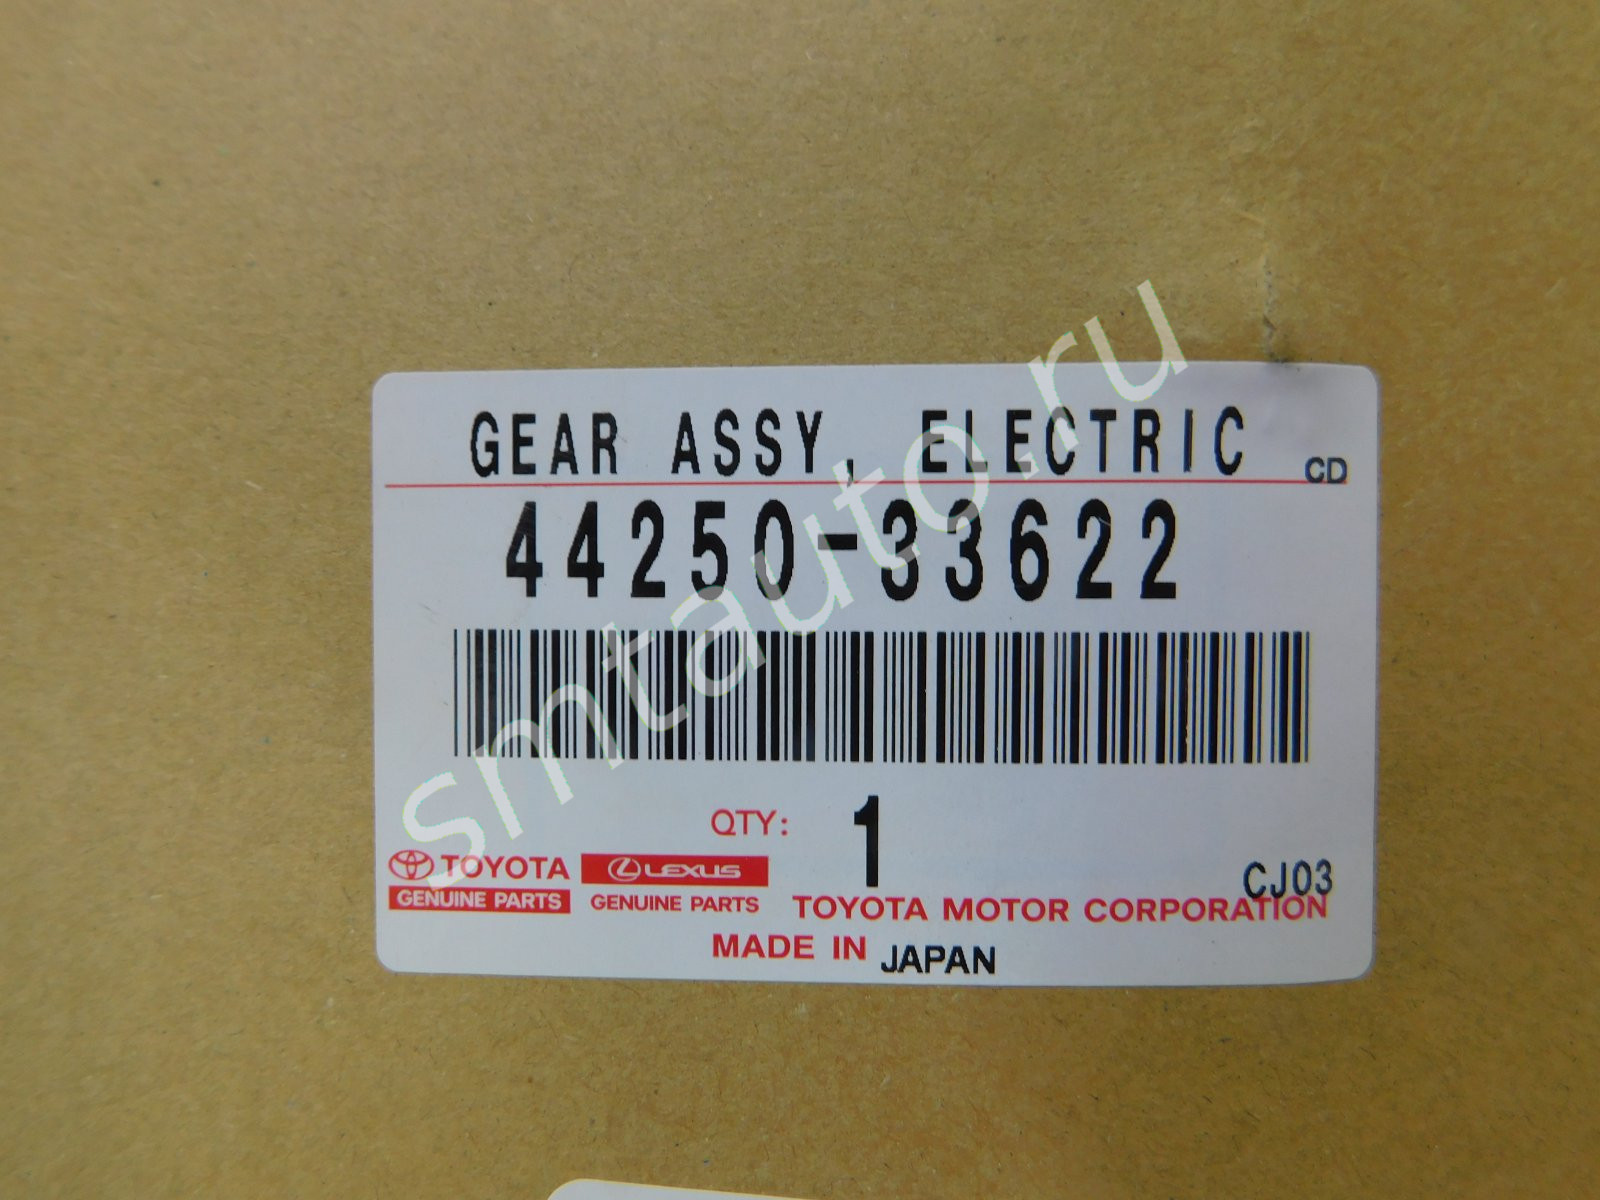 GEAR ASSY, ELECTRIC CD
44250-33622
QTY: 1
TOYOTA LEXUS CJ03
GENUINE PARTS GENUINE PARTS TOYOTA MOTOR CORPORATION
MADE IN JAPAN
smtauto.ru